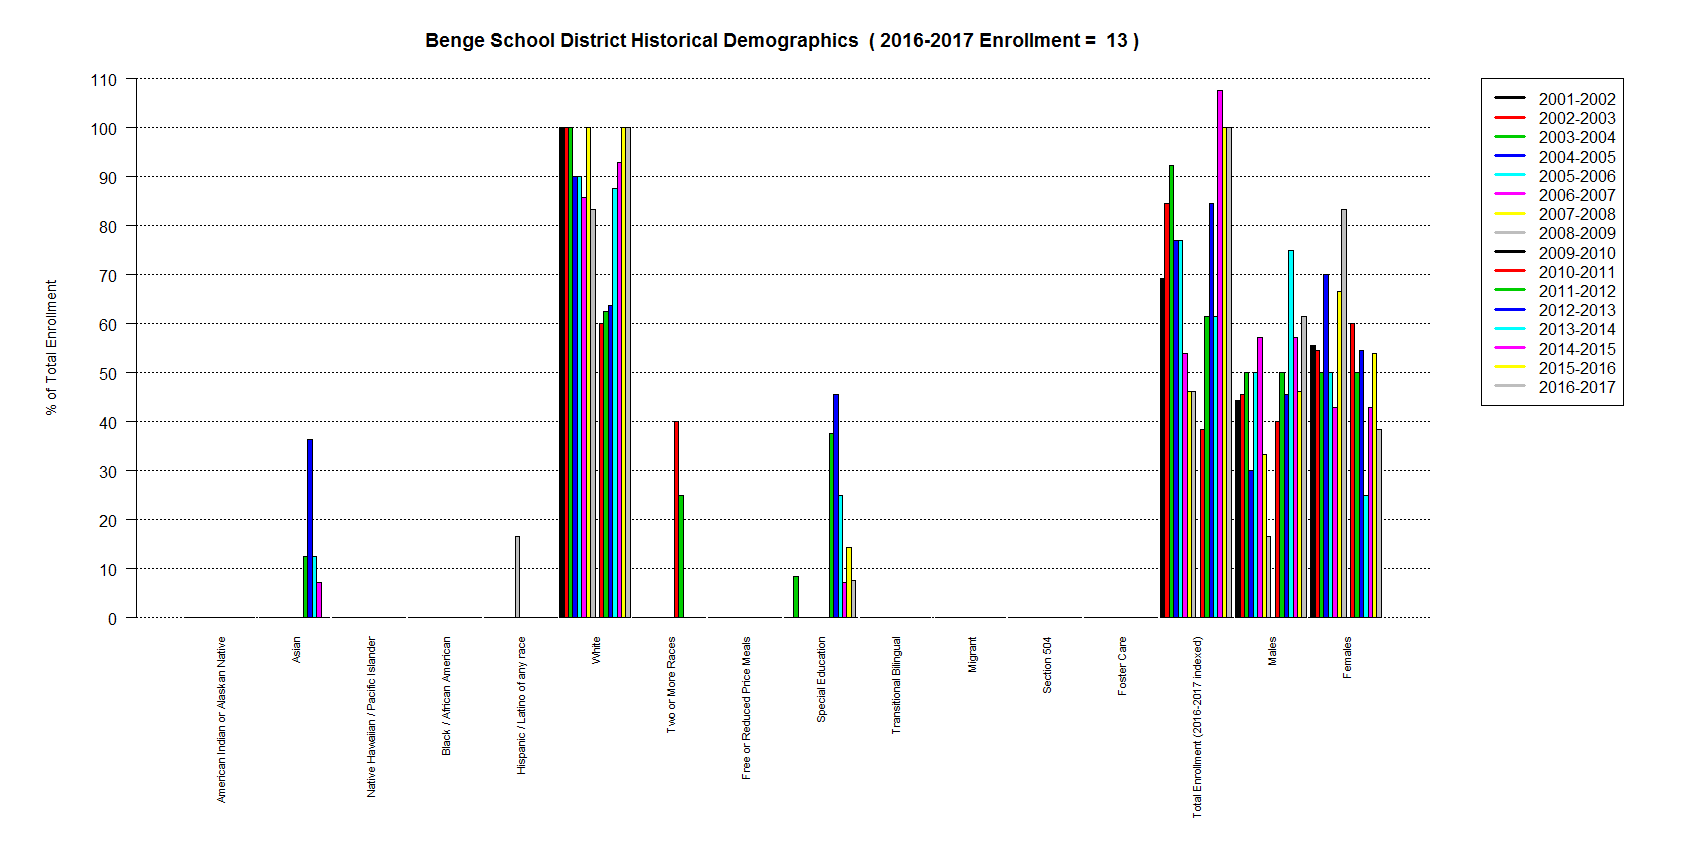 Benge School District Historical Demographics ( 2016-2017 Enrollment = 13 )
110
100
90
80
70
60
50
40
30
20
10
0
% of Total Enrollment
American Indian or Alaskan Native
Asian
Native Hawaiian / Pacific Islander
Black / African American
Hispanic / Latino of any race
White
Two or More Races
Free or Reduced Price Meals
Special Education
Transitional Bilingual
Migrant
Section 504
Foster Care
Total Enrollment (2016-2017 indexed)
Males
Females
2001-2002
2002-2003
2003-2004
2004-2005
2005-2006
2006-2007
2007-2008
2008-2009
2009-2010
2010-2011
2011-2012
2012-2013
2013-2014
2014-2015
2015-2016
2016-2017